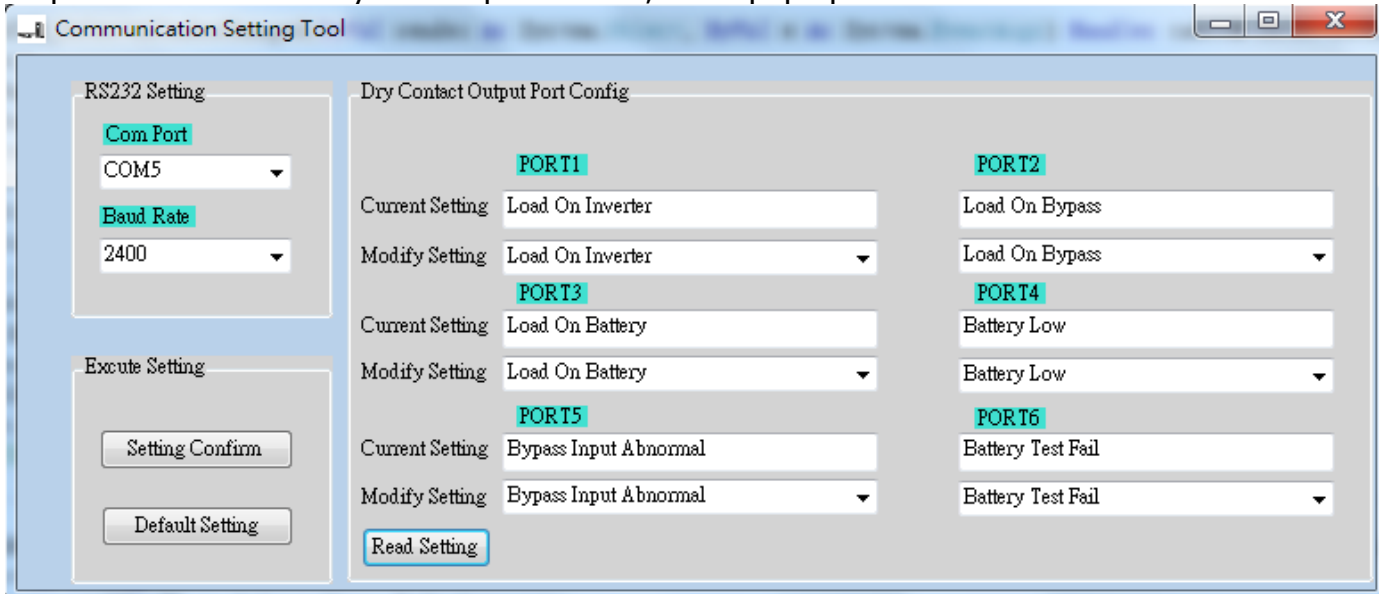 Communication Setting Tool
RS232 Setting
Com Port
COM5
Baud Rate
2400
Excute Setting
Setting Confirm
Default Setting
Dry Contact Output Port Config
PORT1 PORT2
Current Setting Load On Inverter Load On Bypass
Modify Setting Load On Inverter Load On Bypass
PORT3 PORT4
Current Setting Load On Battery Battery Low
Modify Setting Load On Battery Battery Low
PORT5 PORT6
Current Setting Bypass Input Abnormal Battery Test Fail
Modify Setting Bypass Input Abnormal Battery Test Fail
Read Setting